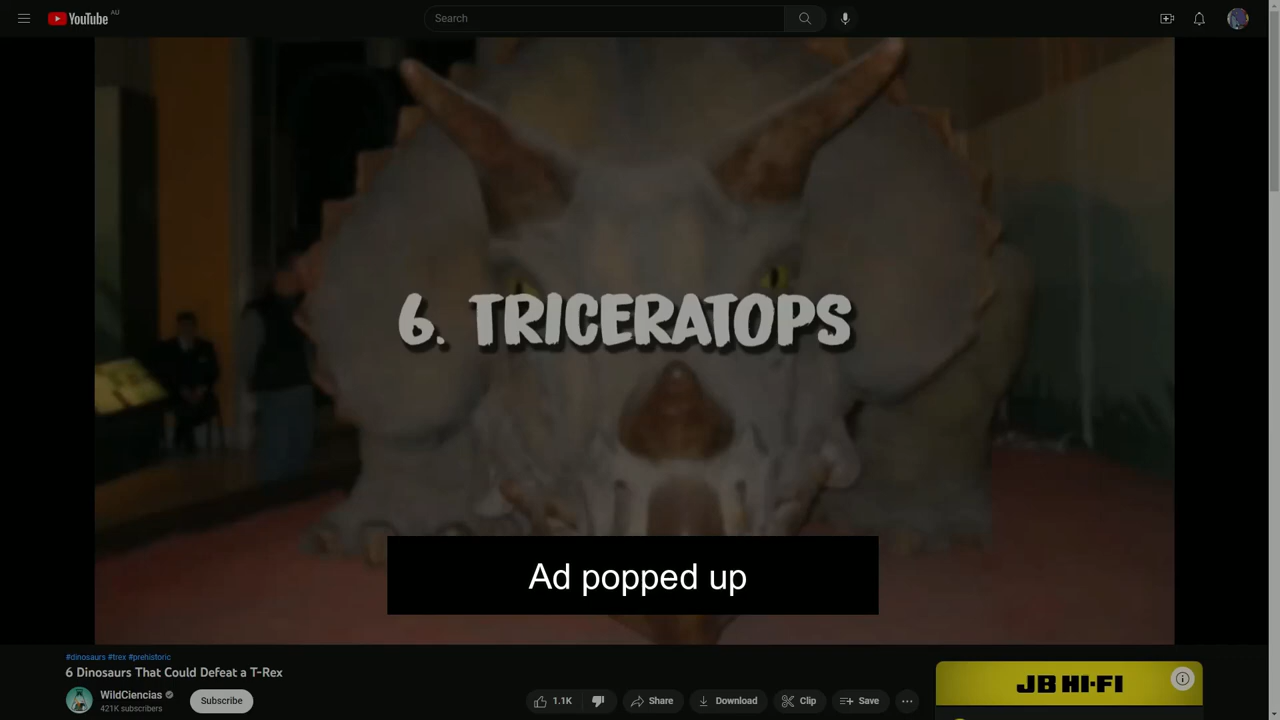 YouTube AU
Search
6. TRICERATOPS
Ad popped up
#dinosaurs #trex #prehistoric
6 Dinosaurs That Could Defeat a T-Rex
WildCiencias
421K subscribers
Subscribe
1.1K
Share
Download
Clip
Save
JB HI-FI